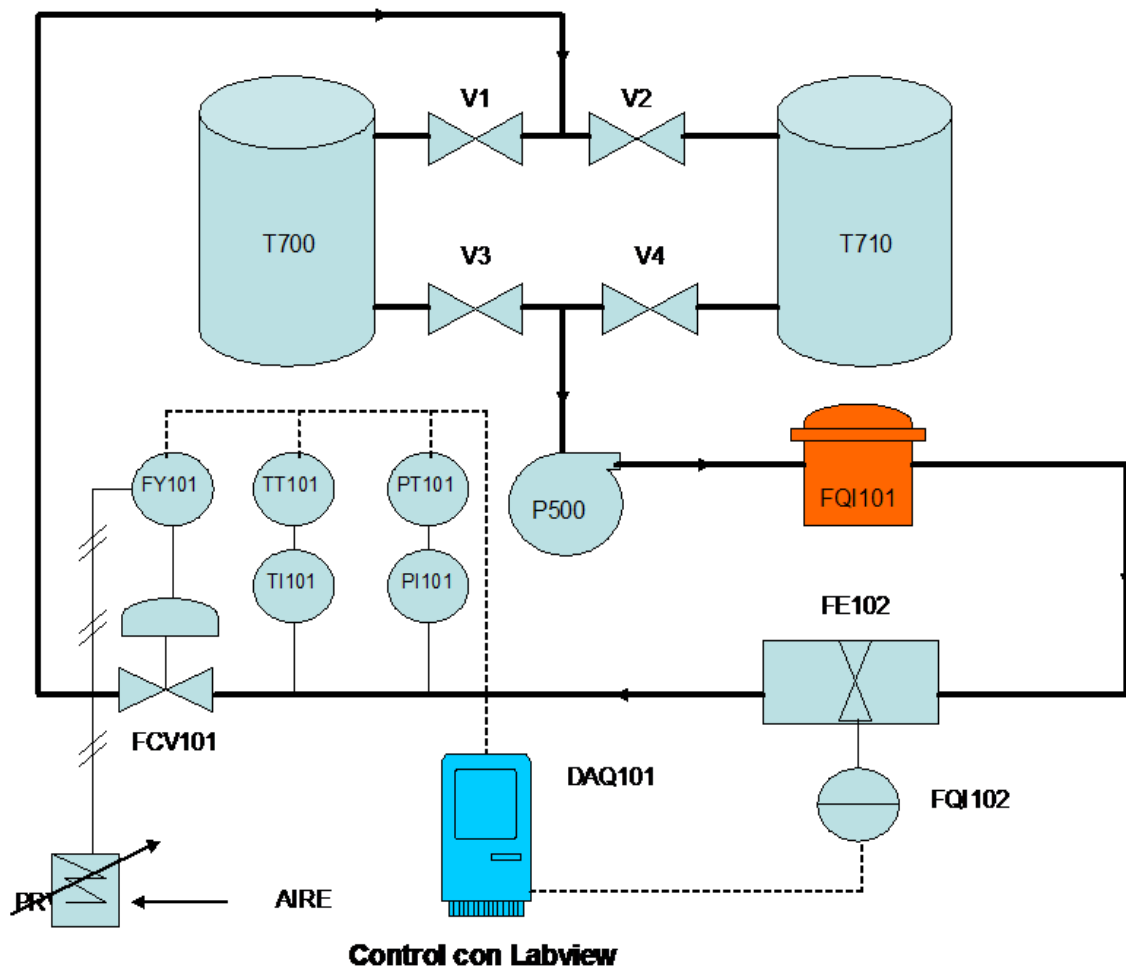 V1
V2
T700
T710
V3
V4
FY101
TT101
PT101
P500
FQI101
TI101
PI101
FE102
FCV101
DAQ101
FQI102
AIRE
Control con Labview